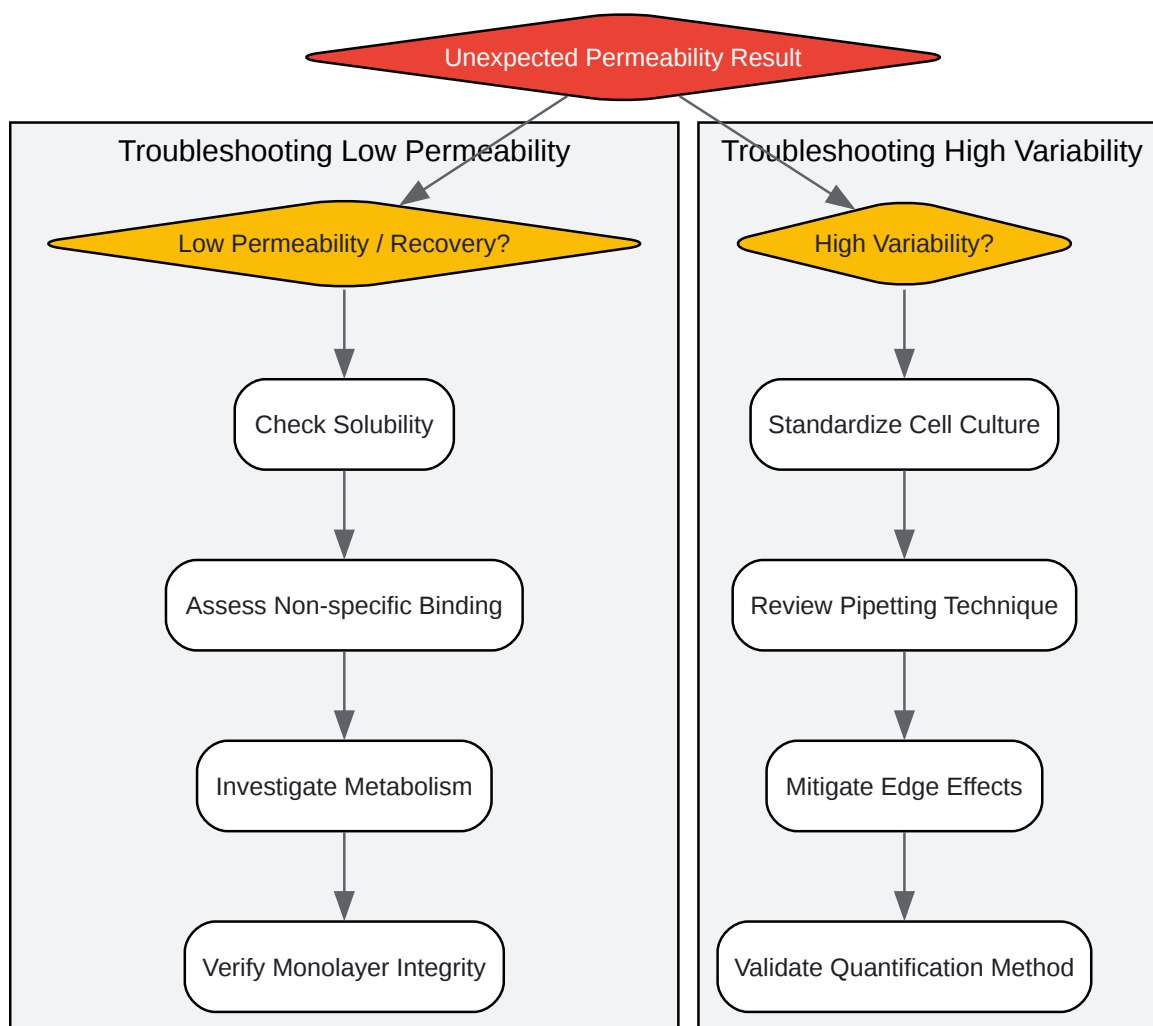 Unexpected Permeability Result
Troubleshooting Low Permeability
Low Permeability / Recovery?
Check Solubility
Assess Non-specific Binding
Investigate Metabolism
Verify Monolayer Integrity
Troubleshooting High Variability
High Variability?
Standardize Cell Culture
Review Pipetting Technique
Mitigate Edge Effects
Validate Quantification Method